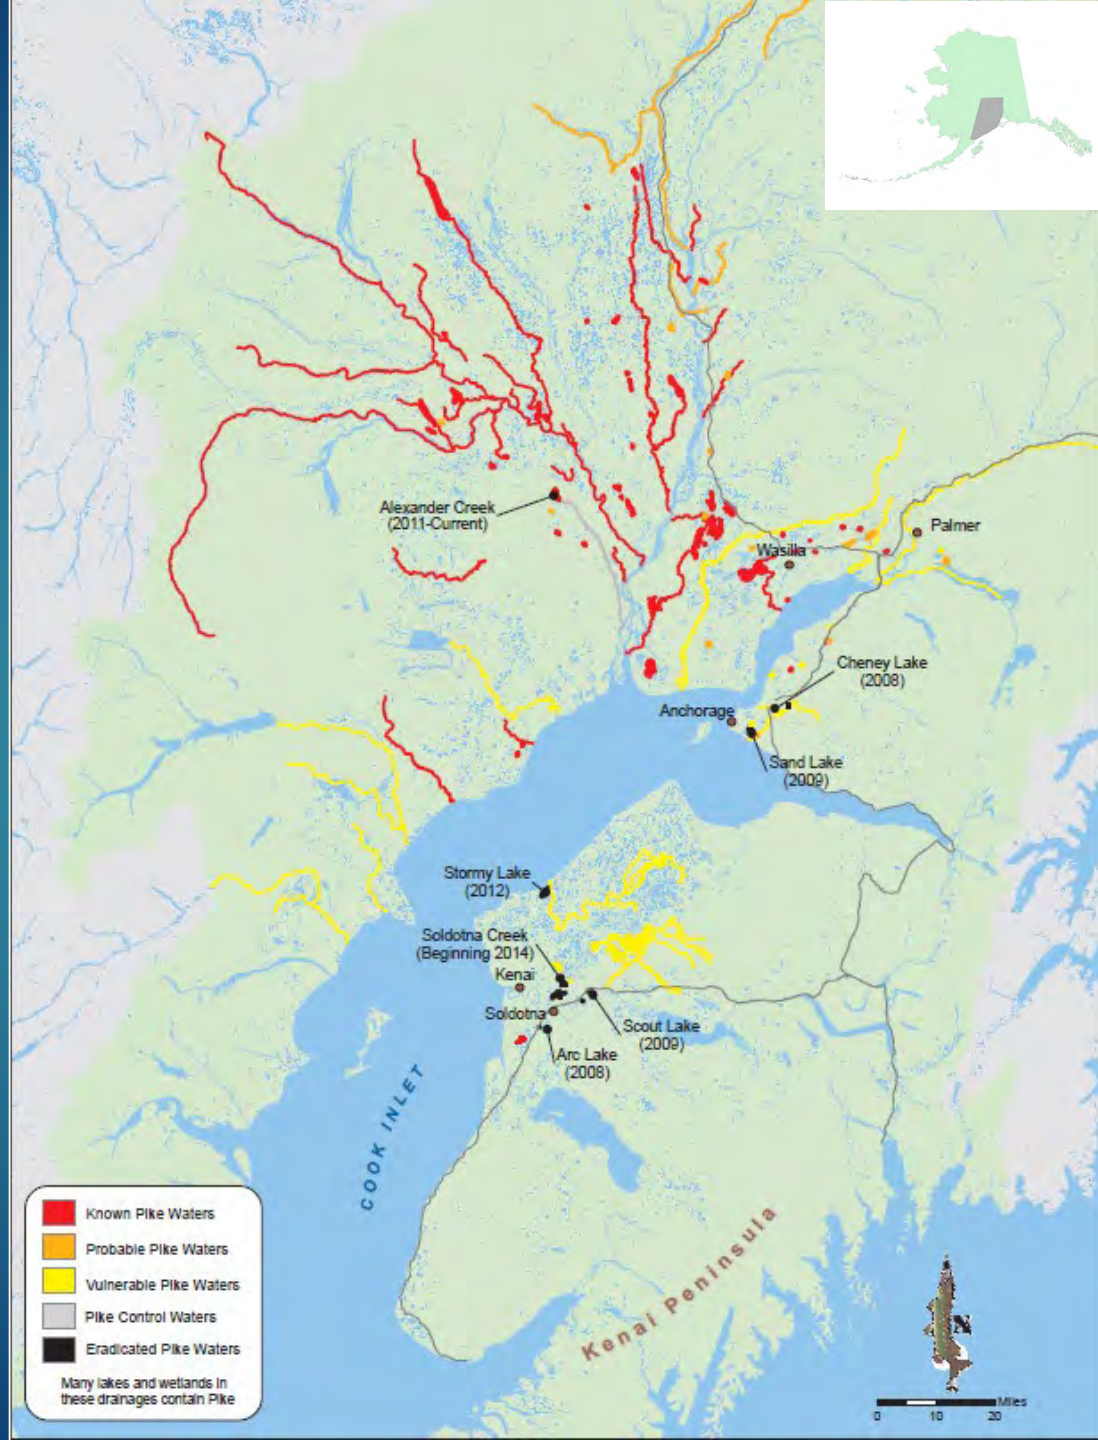 Alexander Creek
(2011-Current)
Palmer
Wasilla
Cheney Lake
(2008)
Anchorage
Sand Lake
(2009)
Stormy Lake
(2012)
Soldotna Creek
(Beginning 2014)
Kenai
Soldotna
Scout Lake
(2009)
Arc Lake
(2008)
COOK INLET
Kenai Peninsula
Known Pike Waters
Probable Pike Waters
Vulnerable Pike Waters
Pike Control Waters
Eradicated Pike Waters
Many lakes and wetlands in
these drainages contain Pike
N
Miles
0 10 20